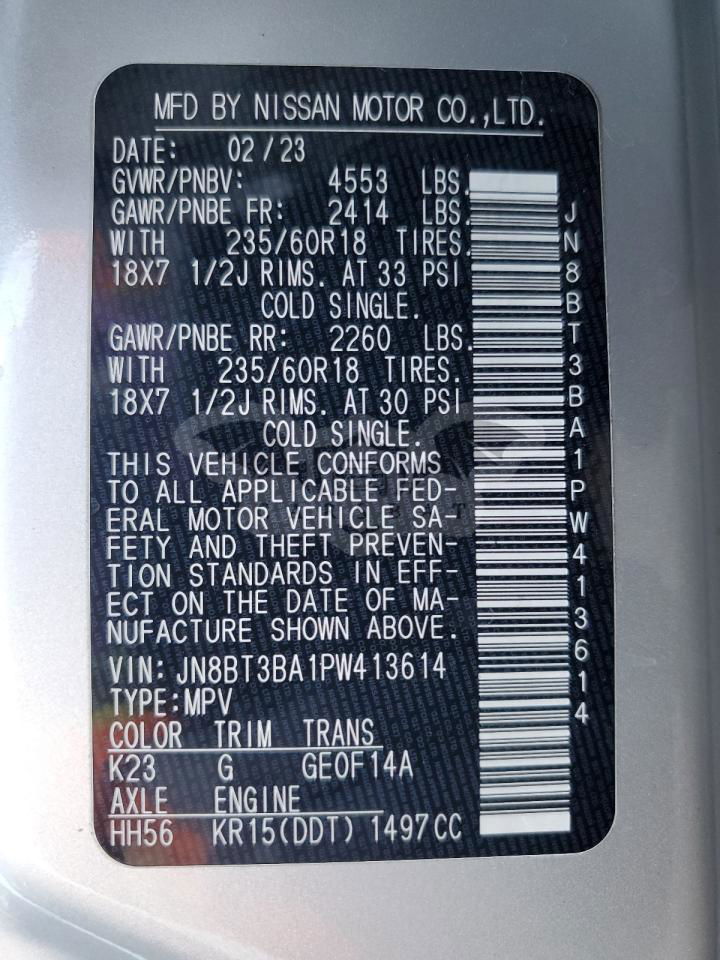 MFD BY NISSAN MOTOR CO.,LTD.
DATE: 02/23
GVWR/PNBV: 4553 LBS.
GAWR/PNBE FR: 2414 LBS.
WITH 235/60R18 TIRES.
18X7 1/2J RIMS. AT 33 PSI
COLD SINGLE.
GAWR/PNBE RR: 2260 LBS.
WITH 235/60R18 TIRES.
18X7 1/2J RIMS. AT 30 PSI
COLD SINGLE.
THIS VEHICLE CONFORMS
TO ALL APPLICABLE FED-
ERAL MOTOR VEHICLE SA-
FETY AND THEFT PREVEN-
TION STANDARDS IN EFF-
ECT ON THE DATE OF MA-
NUFACTURE SHOWN ABOVE.
VIN: JN8BT3BA1PW413614
TYPE:MPV
COLOR TRIM TRANS
K23 G GEOF14A
AXLE ENGINE
HH56 KR15(DDT) 1497CC
JN8BT3BA1PW413614